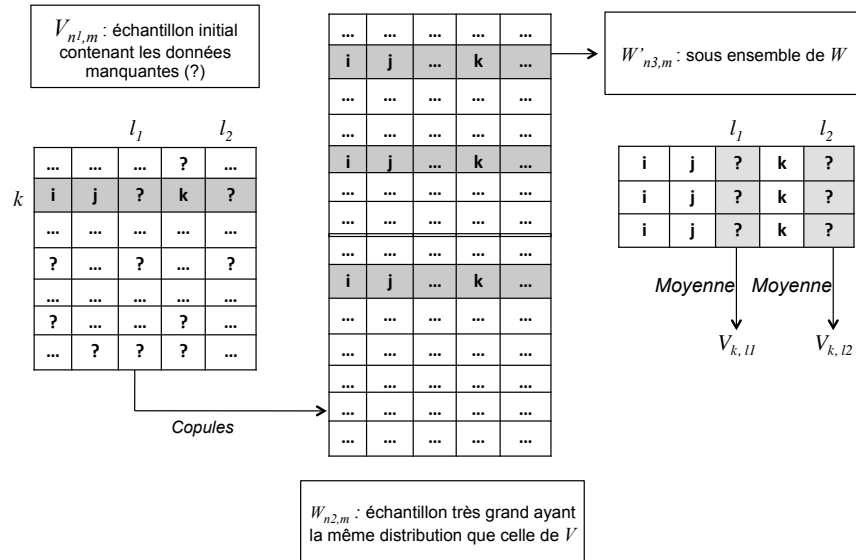 V_{n1,m} : échantillon initial
contenant les données
manquantes (?)
l_1 l_2
... ... ... ? ...
k i j ? k ?
... ... ... ... ...
? ... ? ... ?
... ... ... ... ...
? ... ... ? ...
... ? ? ? ...
Copules
... ... ... ... ...
i j ... k ...
... ... ... ... ...
... ... ... ... ...
i j ... k ...
... ... ... ... ...
... ... ... ... ...
i j ... k ...
... ... ... ... ...
... ... ... ... ...
... ... ... ... ...
... ... ... ... ...
... ... ... ... ...
W_{n2,m} : échantillon très grand ayant
la même distribution que celle de V
W'_{n3,m} : sous ensemble de W
l_1 l_2
i j ? k ?
i j ? k ?
i j ? k ?
Moyenne Moyenne
V_{k, l1} V_{k, l2}